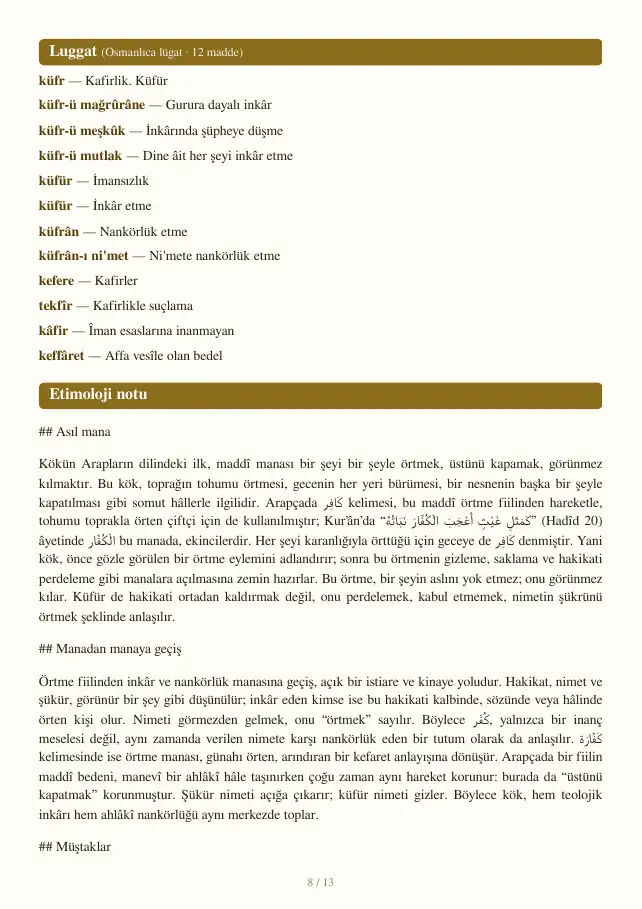 Luggat (Osmanlıca lügat · 12 madde)
küfr — Kafirlik. Küfür
küfr-ü mağrûrâne — Gurura dayalı inkâr
küfr-ü meşkûk — İnkârında şüpheye düşme
küfr-ü mutlak — Dine âit her şeyi inkâr etme
küfür — İmansızlık
küfür — İnkâr etme
küfrân — Nankörlük etme
küfrân-ı ni'met — Ni'mete nankörlük etme
kefere — Kafirler
tekfîr — Kafirlikle suçlama
kâfir — Îman esaslarına inanmayan
keffâret — Affa vesîle olan bedel
Etimoloji notu
## Asıl mana
Kökün Arapların dilindeki ilk, maddî manası bir şeyi bir şeyle örtmek, üstünü kapamak, görünmez
kılmaktır. Bu kök, toprağın tohumu örtmesi, gecenin her yeri bürümesi, bir nesnenin başka bir şeyle
kapatılması gibi somut hâllerle ilgilidir. Arapçada كَافِر kelimesi, bu maddî örtme fiilinden hareketle,
tohumu toprakla örten çiftçi için de kullanılmıştır; Kur’ân’da “كَمَثَلِ غَيْثٍ أَعْجَبَ الْكُفَّارَ نَبَاتُهُ” (Hadîd 20)
âyetinde الْكُفَّار bu manada, ekincilerdir. Her şeyi karanlığıyla örttüğü için geceye de كَافِر denmiştir. Yani
kök, önce gözle görülen bir örtme eylemini adlandırır; sonra bu örtmenin gizleme, saklama ve hakikati
perdeleme gibi manalara açılmasına zemin hazırlar. Bu örtme, bir şeyin aslını yok etmez; onu görünmez
kılar. Küfür de hakikati ortadan kaldırmak değil, onu perdelemek, kabul etmemek, nimetin şükrünü
örtmek şeklinde anlaşılır.
## Manadan manaya geçiş
Örtme fiilinden inkâr ve nankörlük manasına geçiş, açık bir istiare ve kinaye yoludur. Hakikat, nimet ve
şükür, görünür bir şey gibi düşünülür; inkâr eden kimse ise bu hakikati kalbinde, sözünde veya hâlinde
örten kişi olur. Nimeti görmezden gelmek, onu “örtmek” sayılır. Böylece كُفْر, yalnızca bir inanç
meselesi değil, aynı zamanda verilen nimete karşı nankörlük eden bir tutum olarak da anlaşılır. كَفَّارَة
kelimesinde ise örtme manası, günahı örten, arındıran bir kefaret anlayışına dönüşür. Arapçada bir fiilin
maddî bedeni, manevî bir ahlâkî hâle taşınırken çoğu zaman aynı hareket korunur: burada da “üstünü
kapatmak” korunmuştur. Şükür nimeti açığa çıkarır; küfür nimeti gizler. Böylece kök, hem teolojik
inkârı hem ahlâkî nankörlüğü aynı merkezde toplar.
## Müştaklar
8 / 13